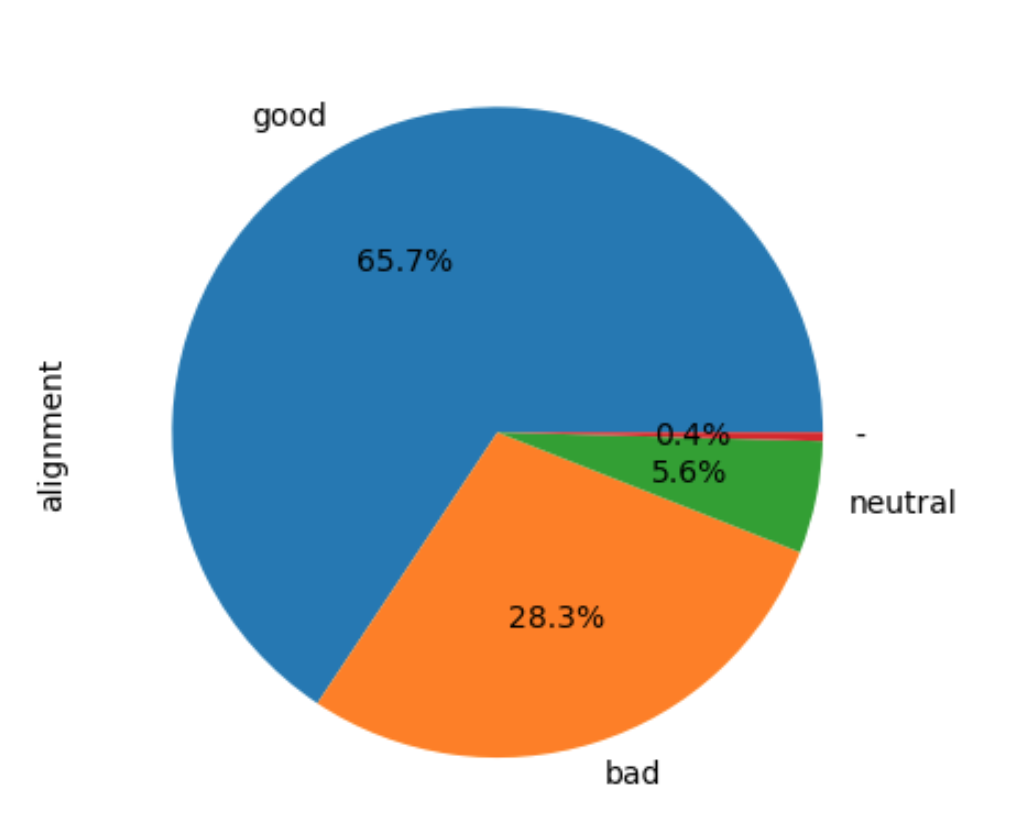 good
65.7%
alignment
0.4%
-
5.6%
neutral
28.3%
bad